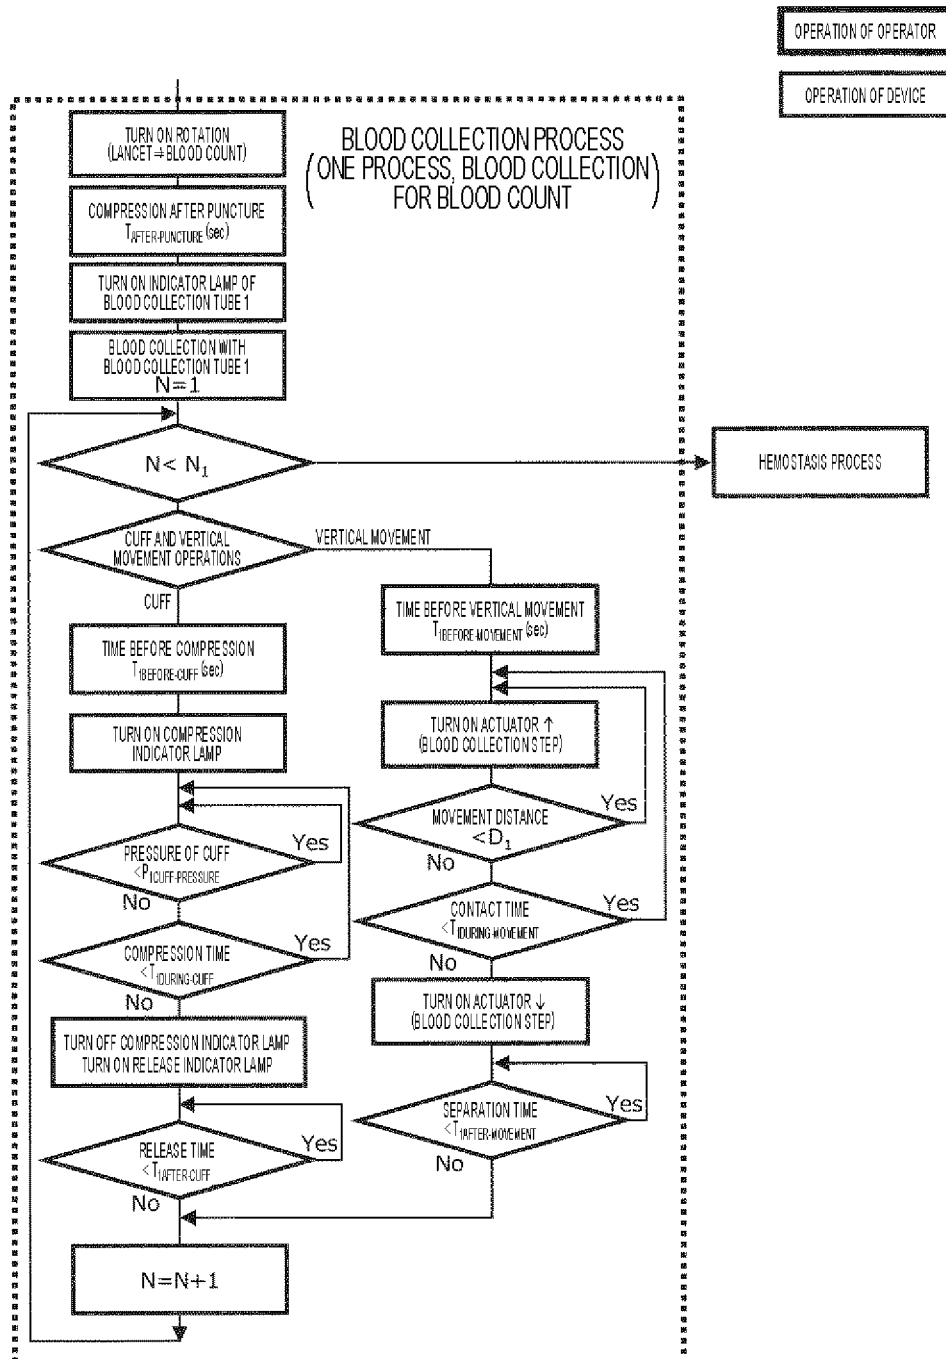 OPERATION OF OPERATOR
OPERATION OF DEVICE
BLOOD COLLECTION PROCESS
(ONE PROCESS, BLOOD COLLECTION
FOR BLOOD COUNT)
TURN ON ROTATION
(LANCET⇒BLOOD COUNT)
COMPRESSION AFTER PUNCTURE
TAFTER-PUNCTURE (sec)
TURN ON INDICATOR LAMP OF
BLOOD COLLECTION TUBE 1
BLOOD COLLECTION WITH
BLOOD COLLECTION TUBE 1
N=1
N< N1
HEMOSTASIS PROCESS
CUFF AND VERTICAL
MOVEMENT OPERATIONS
VERTICAL MOVEMENT
CUFF
TIME BEFORE COMPRESSION
T1BEFORE-CUFF (sec)
TURN ON COMPRESSION
INDICATOR LAMP
PRESSURE OF CUFF
<P1CUFF-PRESSURE
Yes
No
COMPRESSION TIME
<T1DURING-CUFF
Yes
No
TURN OFF COMPRESSION INDICATOR LAMP
TURN ON RELEASE INDICATOR LAMP
RELEASE TIME
<T1AFTER-CUFF
Yes
No
TIME BEFORE VERTICAL MOVEMENT
T1BEFORE-MOVEMENT (sec)
TURN ON ACTUATOR ↑
(BLOOD COLLECTION STEP)
MOVEMENT DISTANCE
<D1
Yes
No
CONTACT TIME
<T1DURING-MOVEMENT
Yes
No
TURN ON ACTUATOR ↓
(BLOOD COLLECTION STEP)
SEPARATION TIME
<T1AFTER-MOVEMENT
Yes
No
N=N+1